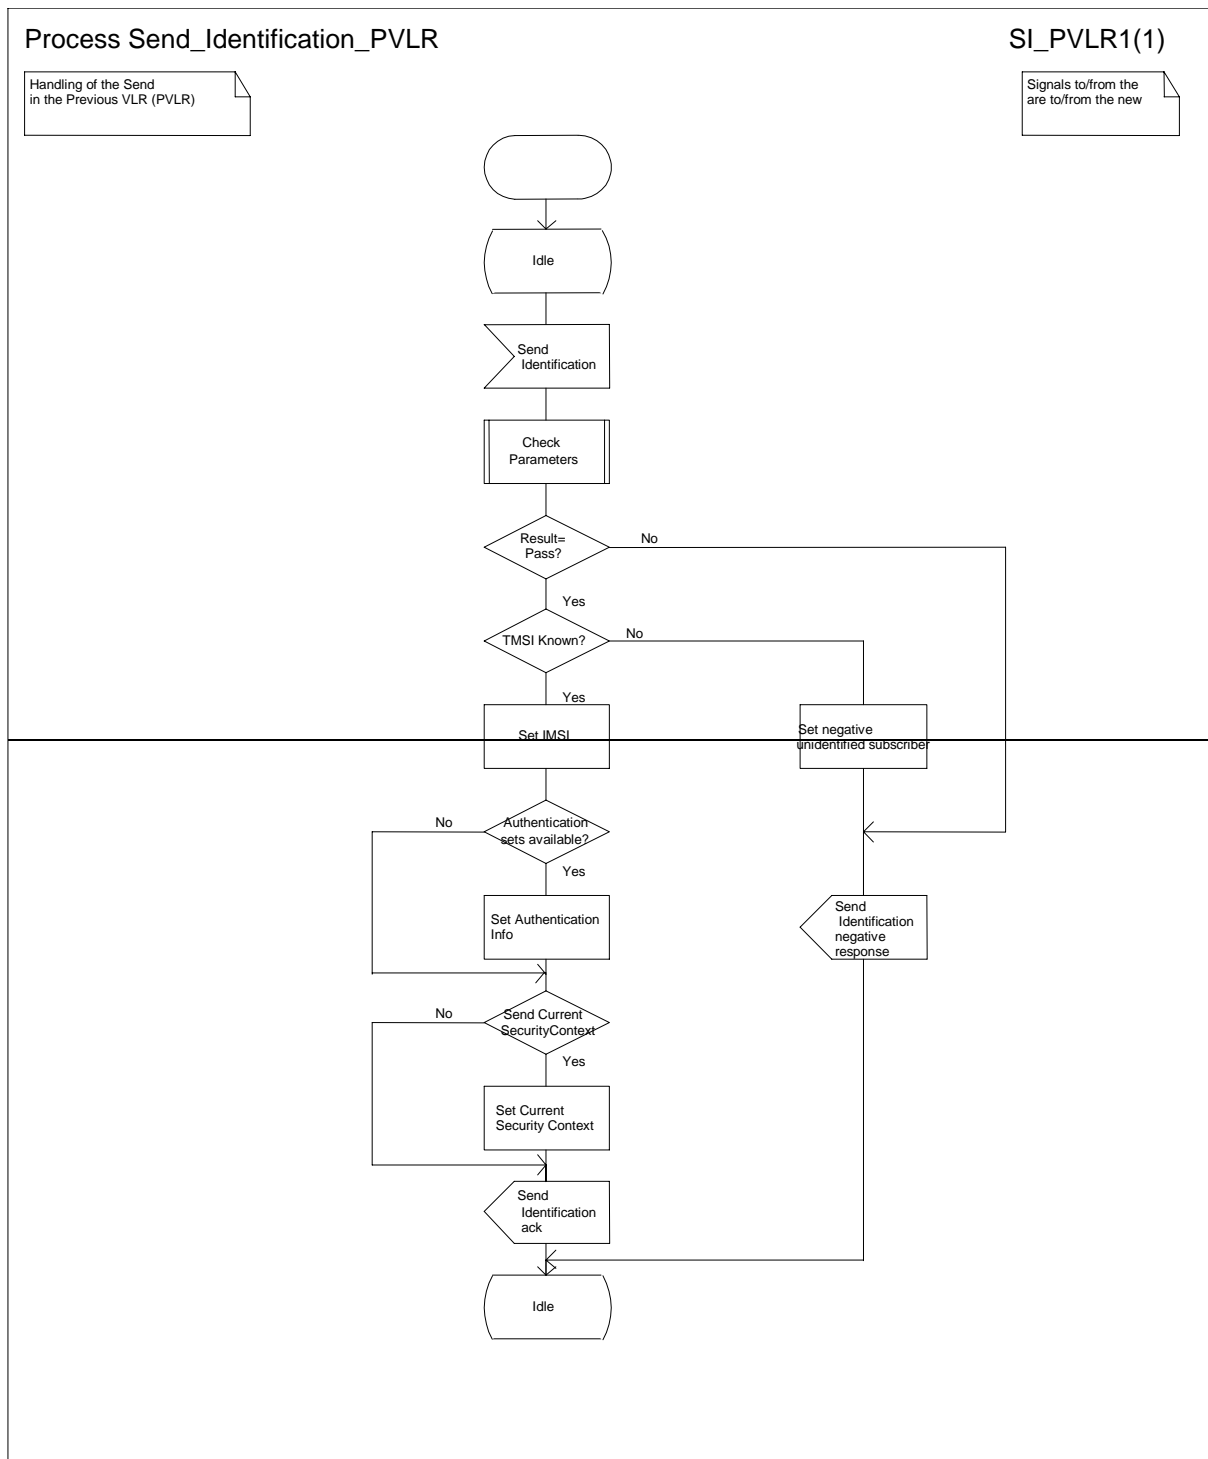 Process Send_Identification_PVLR
SI_PVLR1(1)
Handling of the Send
in the Previous VLR (PVLR)
Signals to/from the
are to/from the new
Idle
Send
Identification
Check
Parameters
Result=
Pass?
No
Yes
TMSI Known?
No
Yes
Set IMSI
Set negative
unidentified subscriber
No
Authentication
sets available?
Yes
Set Authentication
Info
Send
Identification
negative
response
No
Send Current
SecurityContext
Yes
Set Current
Security Context
Send
Identification
ack
Idle